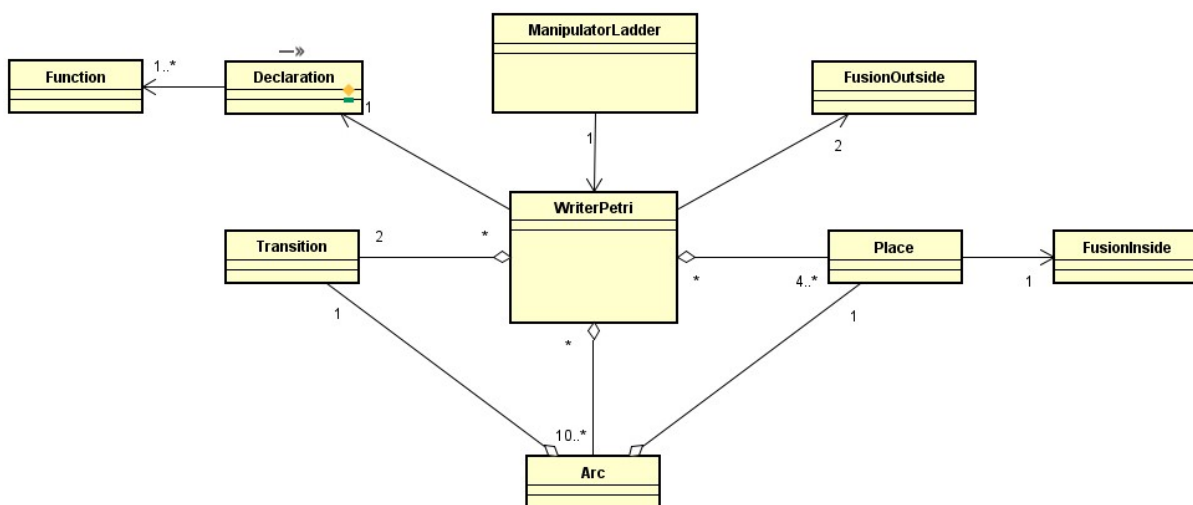 ManipulatorLadder
Function
1..*
Declaration
1
FusionOutside
1
2
WriterPetri
Transition
2
*
*
4..*
Place
1
FusionInside
1
*
1
10..*
Arc